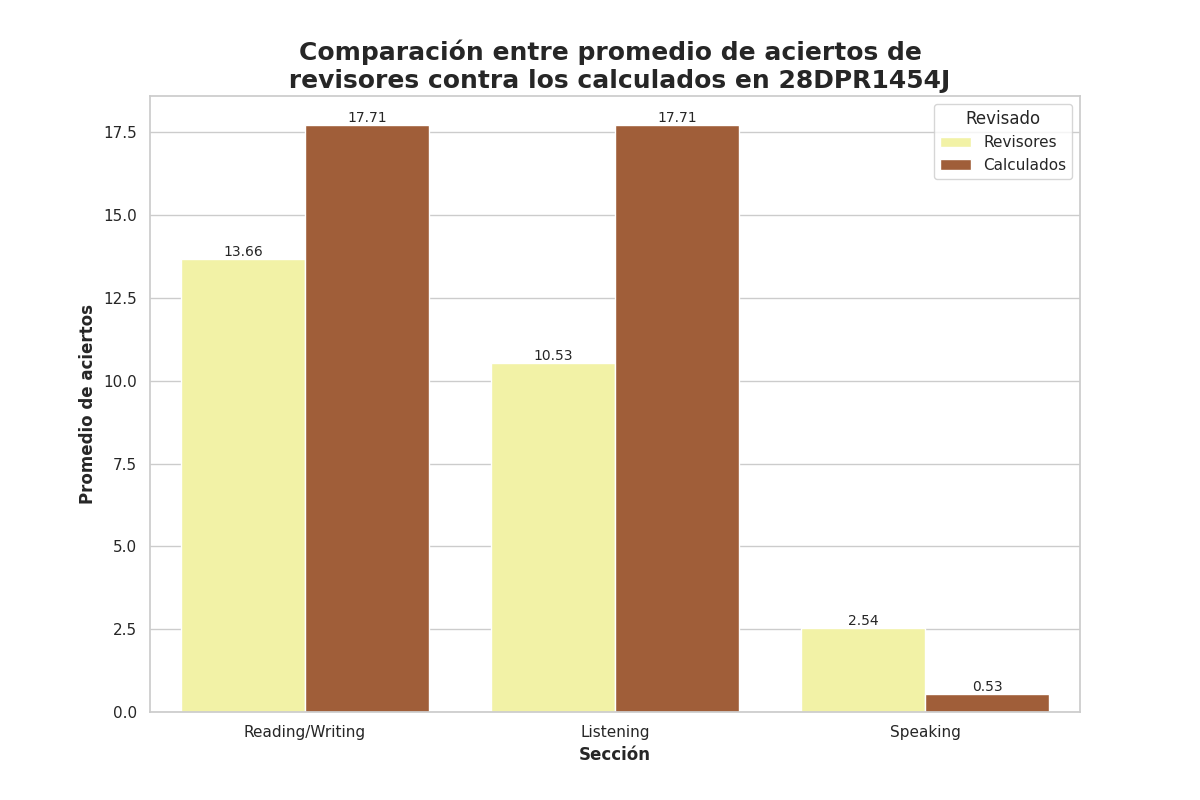 Comparación entre promedio de aciertos de
revisores contra los calculados en 28DPR1454J
Revisado
Revisores
Calculados
Promedio de aciertos
17.5
15.0
12.5
10.0
7.5
5.0
2.5
0.0
13.66
17.71
10.53
17.71
2.54
0.53
Reading/Writing
Listening
Speaking
Sección